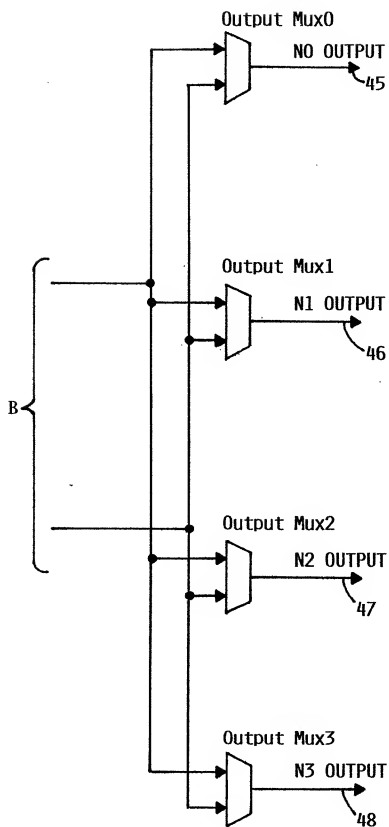 Output Mux0
N0 OUTPUT
45
Output Mux1
N1 OUTPUT
46
B
Output Mux2
N2 OUTPUT
47
Output Mux3
N3 OUTPUT
48